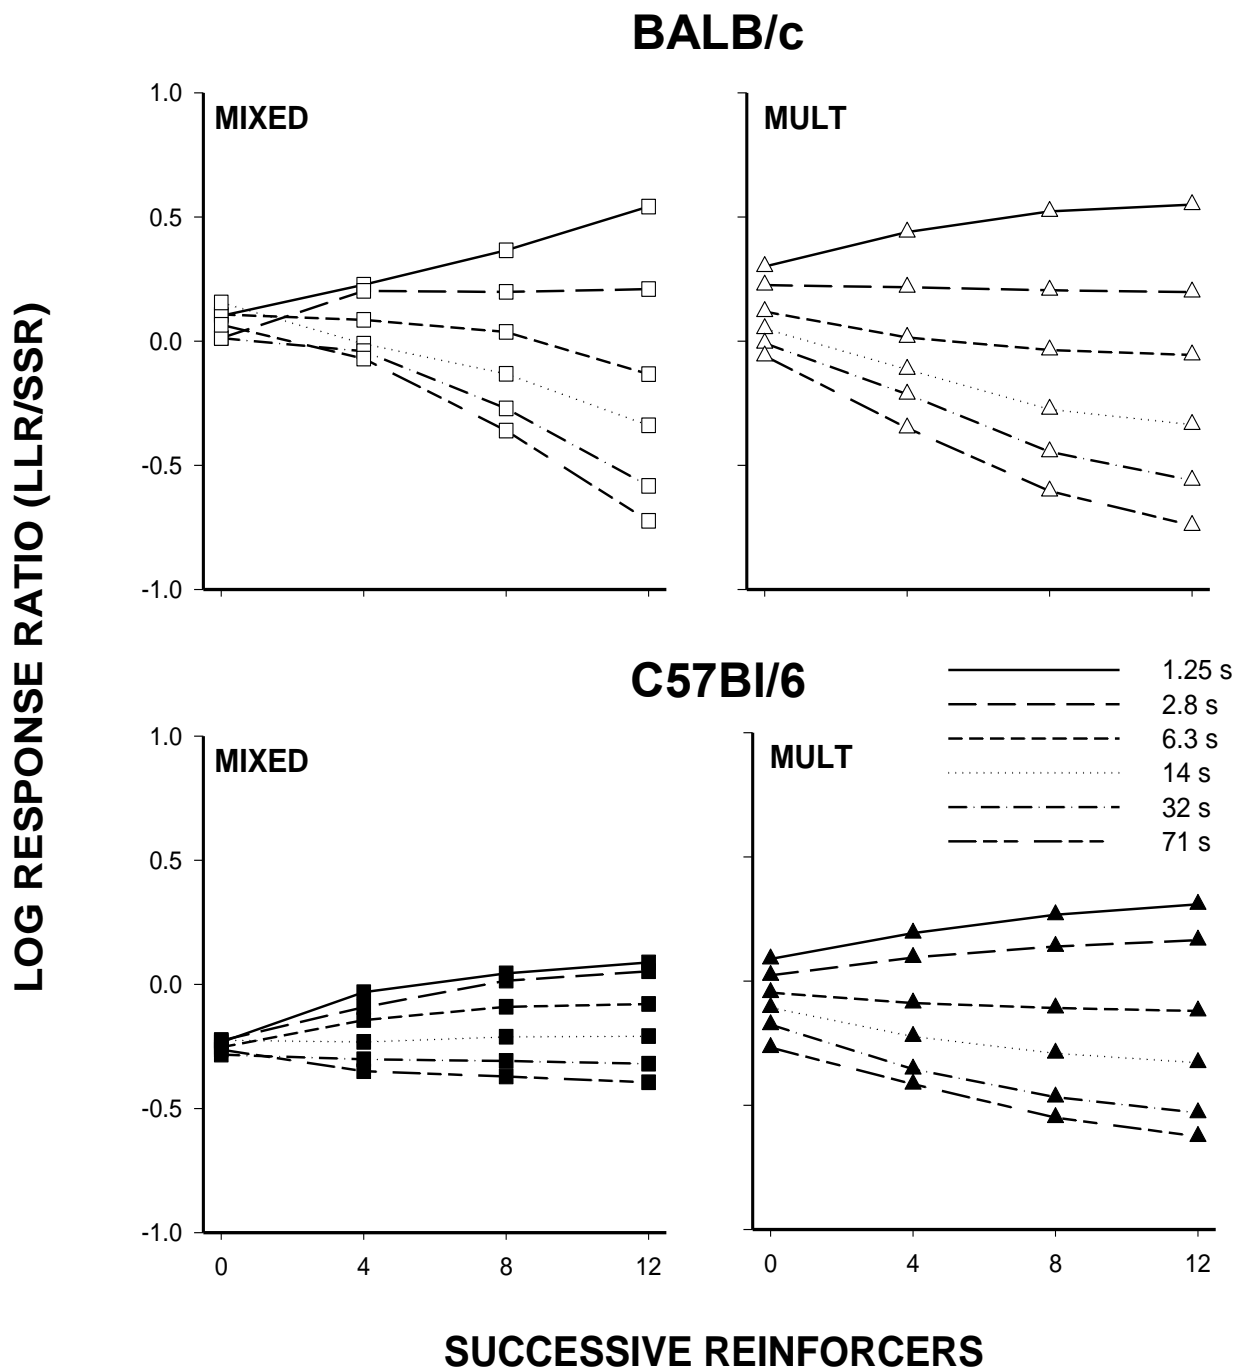 BALB/c
MIXED
MULT
1.0
0.5
0.0
-0.5
-1.0
LOG RESPONSE RATIO (LLR/SSR)
C57Bl/6
1.25 s
2.8 s
6.3 s
14 s
32 s
71 s
MIXED
MULT
1.0
0.5
0.0
-0.5
-1.0
0 4 8 12
0 4 8 12
SUCCESSIVE REINFORCERS